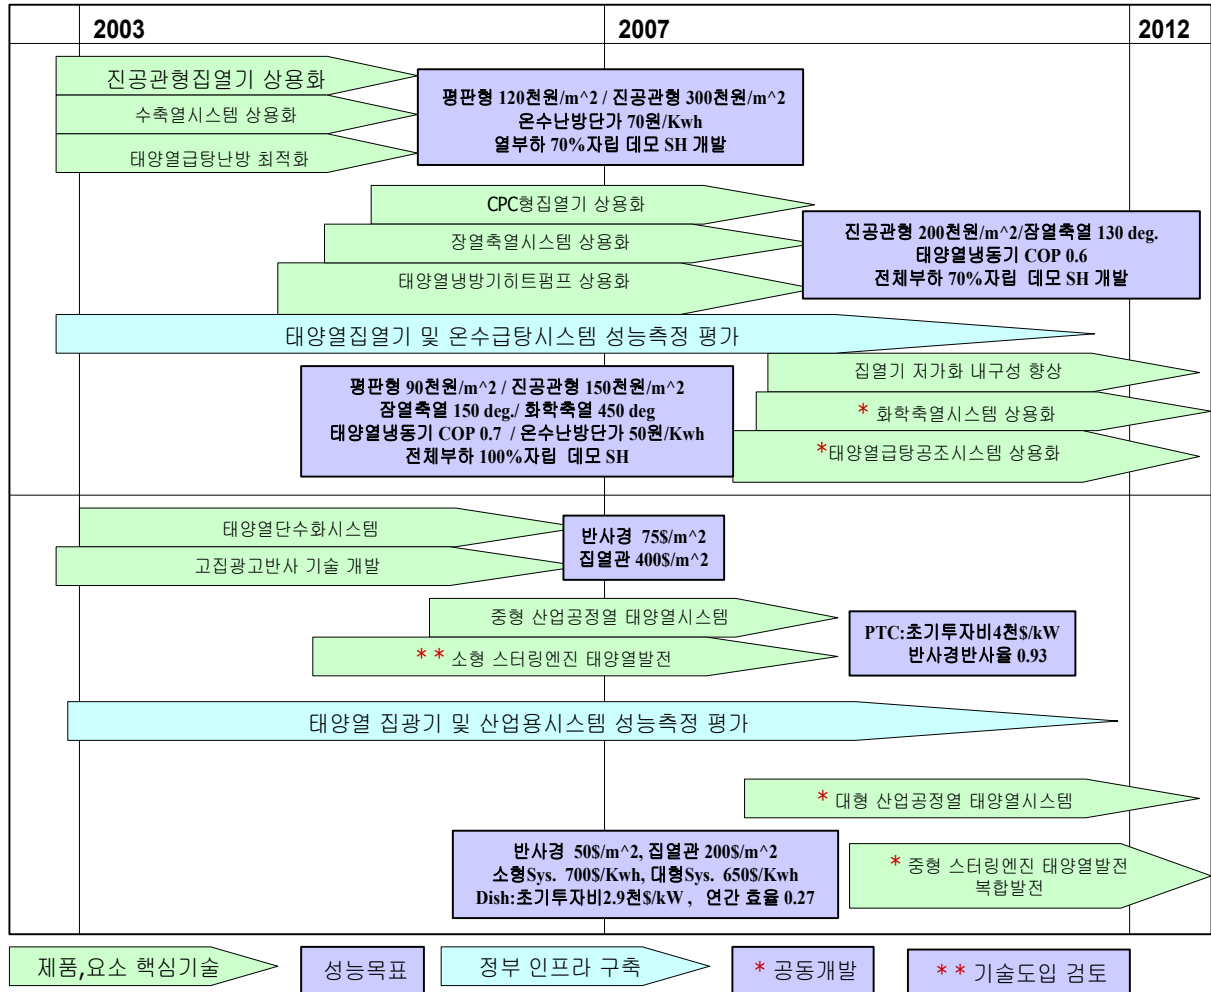 2003
2007
2012
진공관형집열기 상용화
수축열시스템 상용화
태양열급탕난방 최적화
평판형 120천원/m^2 / 진공관형 300천원/m^2
온수난방단가 70원/Kwh
열부하 70%자립 데모 SH 개발
CPC형집열기 상용화
장열축열시스템 상용화
태양열냉방기히트펌프 상용화
진공관형 200천원/m^2/잠열축열 130 deg.
태양열냉동기 COP 0.6
전체부하 70%자립 데모 SH 개발
태양열집열기 및 온수급탕시스템 성능측정 평가
평판형 90천원/m^2 / 진공관형 150천원/m^2
잠열축열 150 deg./ 화학축열 450 deg
태양열냉동기 COP 0.7 / 온수난방단가 50원/Kwh
전체부하 100%자립 데모 SH
집열기 저가화 내구성 향상
* 화학축열시스템 상용화
*태양열급탕공조시스템 상용화
태양열단수화시스템
고집광고반사 기술 개발
반사경 75$/m^2
집열관 400$/m^2
중형 산업공정열 태양열시스템
* * 소형 스터링엔진 태양열발전
PTC:초기투자비4천$/kW
반사경반사율 0.93
태양열 집광기 및 산업용시스템 성능측정 평가
* 대형 산업공정열 태양열시스템
반사경 50$/m^2, 집열관 200$/m^2
소형Sys. 700$/Kwh, 대형Sys. 650$/Kwh
Dish:초기투자비2.9천$/kW , 연간 효율 0.27
* 중형 스터링엔진 태양열발전
복합발전
제품,요소 핵심기술
성능목표
정부 인프라 구축
* 공동개발
* * 기술도입 검토